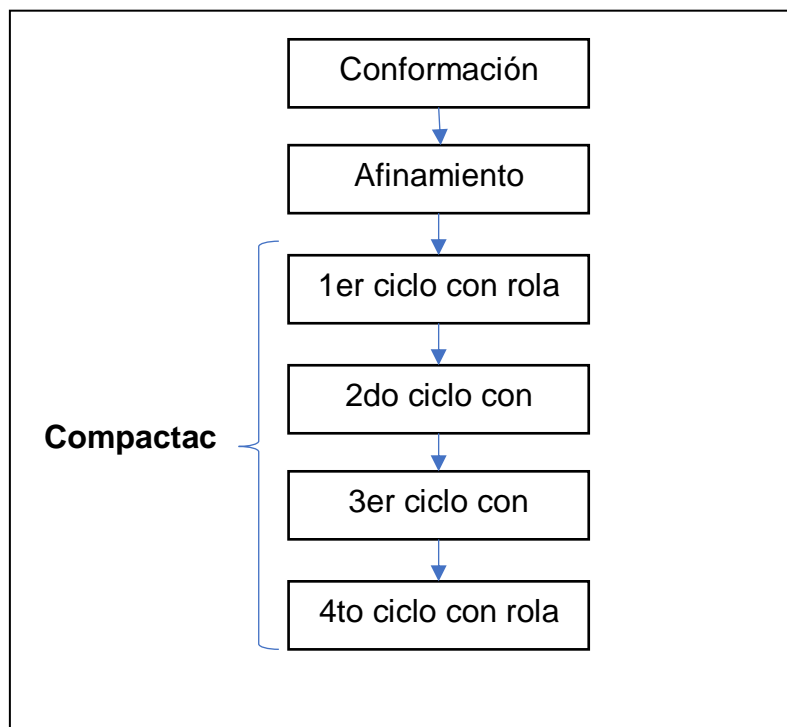 Conformación
Afinamiento
1er ciclo con rola
2do ciclo con
Compactac
3er ciclo con
4to ciclo con rola